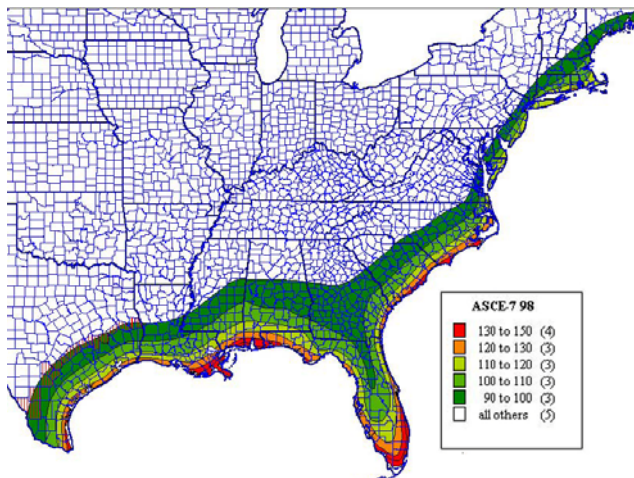 ASCE-7 98
130 to 150 (4)
120 to 130 (3)
110 to 120 (3)
100 to 110 (3)
90 to 100 (3)
all others (5)